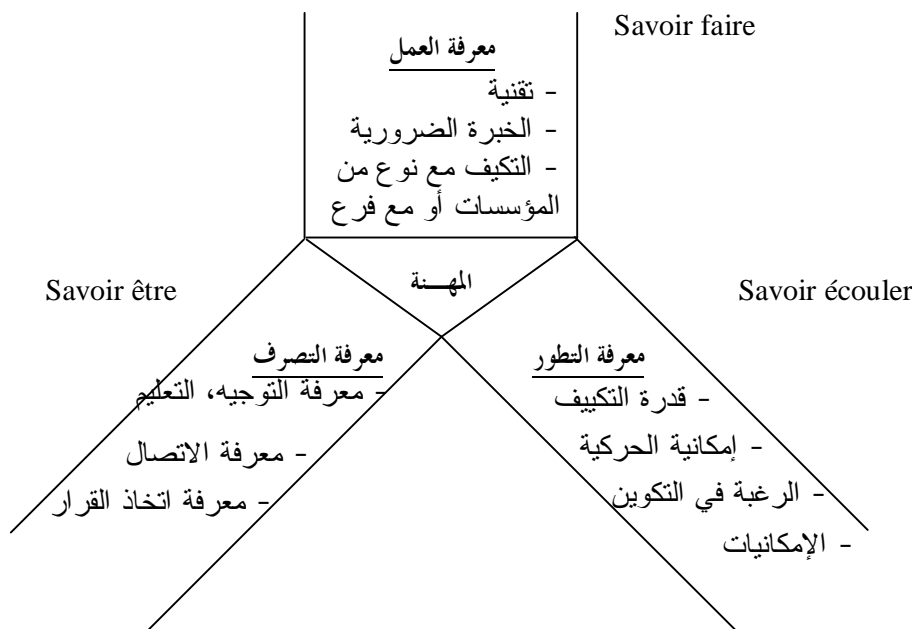 Savoir faire
معرفة العمل
- تقنية
- الخبرة الضرورية
- التكيف مع نوع من
المؤسسات أو مع فرع
المهـــنة
Savoir être
Savoir écouler
معرفة التصرف
- معرفة التوجيه، التعليم
- معرفة الاتصال
- معرفة اتخاذ القرار
معرفة التطور
- قدرة التكييف
- إمكانية الحركية
- الرغبة في التكوين
- الإمكانيات